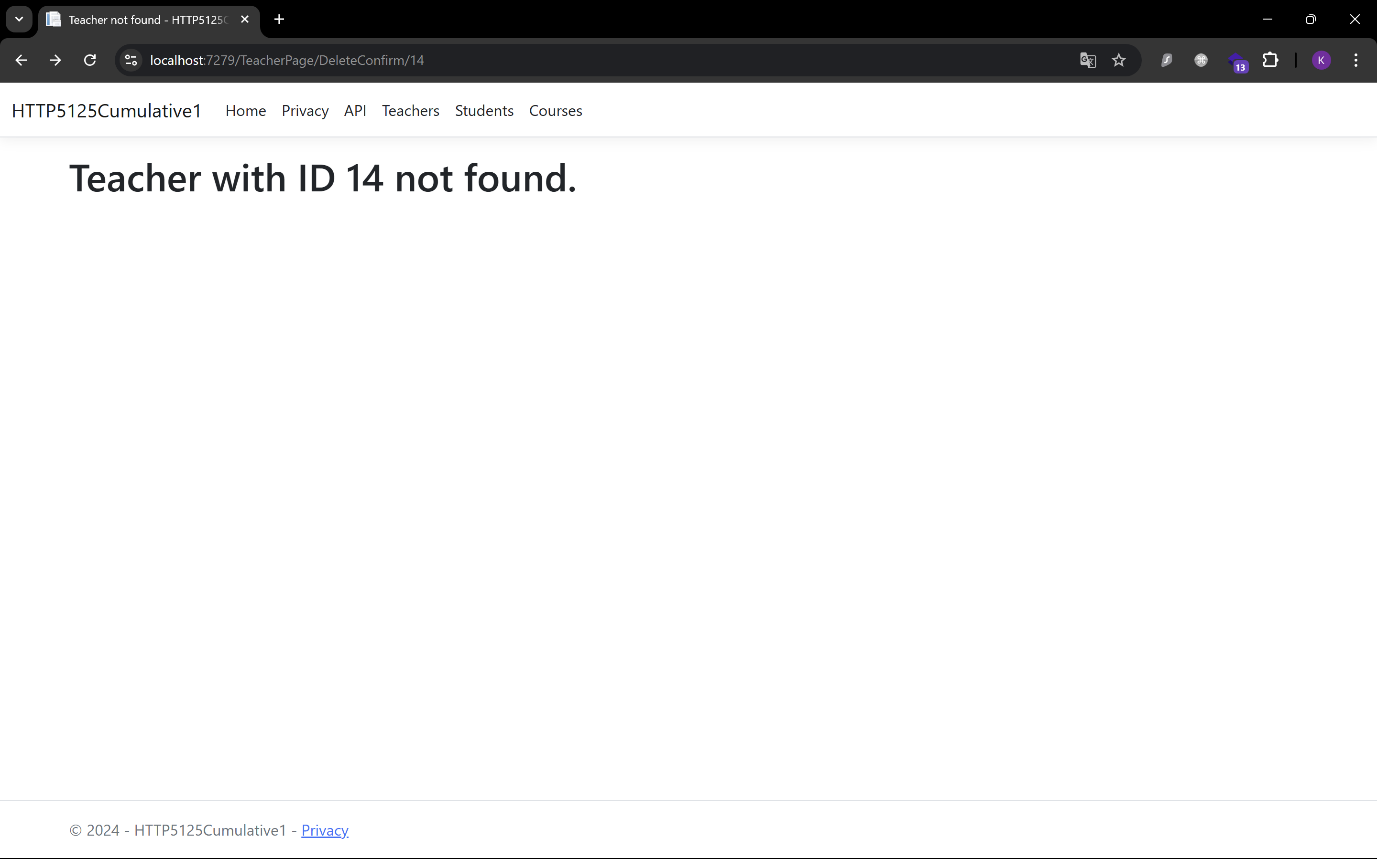 Teacher not found - HTTP5125C
localhost:7279/TeacherPage/DeleteConfirm/14
13
K
HTTP5125Cumulative1 Home Privacy API Teachers Students Courses
Teacher with ID 14 not found.
© 2024 - HTTP5125Cumulative1 - Privacy